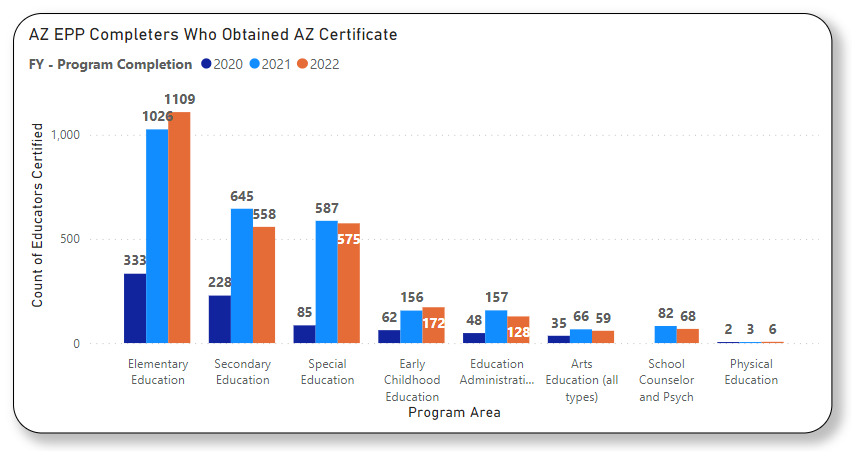 AZ EPP Completers Who Obtained AZ Certificate
FY - Program Completion 2020 2021 2022
Count of Educators Certified
1,000
500
0
333 1026 1109
228 645 558
85 587 575
62 156 172
48 157 128
35 66 59
82 68
2 3 6
Elementary
Education
Secondary
Education
Special
Education
Early
Childhood
Education
Education
Administrati...
Arts
Education (all
types)
School
Counselor
and Psych
Physical
Education
Program Area